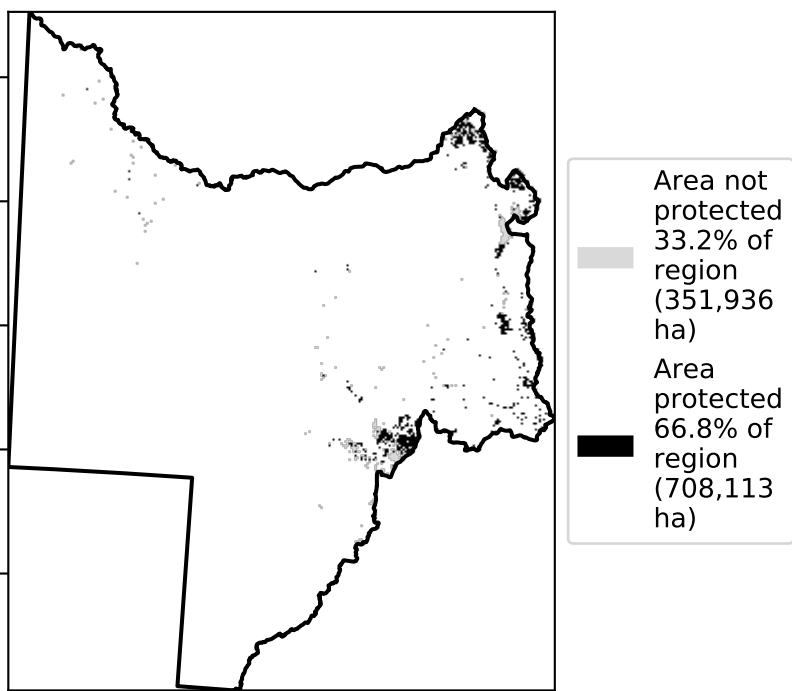 Area not
protected
33.2% of
region
(351,936
ha)
Area
protected
66.8% of
region
(708,113
ha)